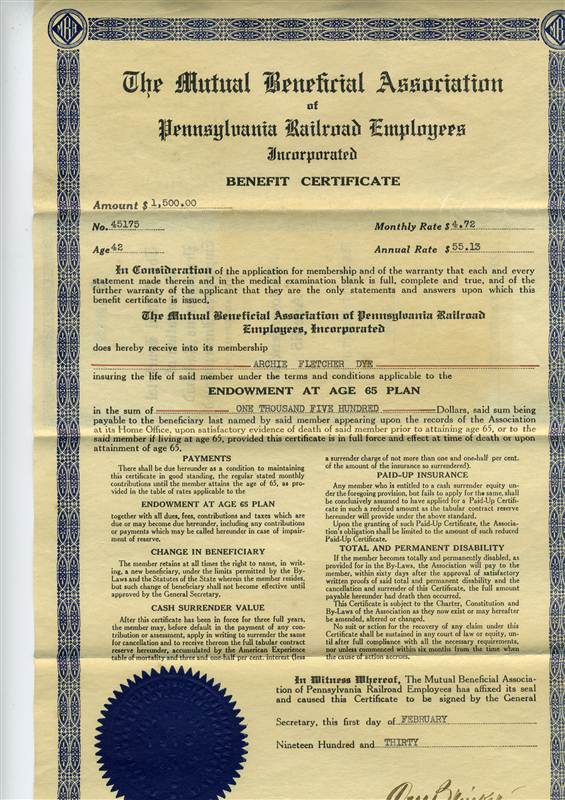 MBA
The Mutual Beneficial Association
of
Pennsylvania Railroad Employees
Incorporated
BENEFIT CERTIFICATE
Amount $ 1,500.00
No. 45175 Monthly Rate $ 4.72
Age 42 Annual Rate $ 55.13
In Consideration of the application for membership and of the warranty that each and every
statement made therein and in the medical examination blank is full, complete and true, and of the
further warranty of the applicant that they are the only statements and answers upon which this
benefit certificate is issued,
The Mutual Beneficial Association of Pennsylvania Railroad
Employees, Incorporated
does hereby receive into its membership
ARCHIE FLETCHER DYE
insuring the life of said member under the terms and conditions applicable to the
ENDOWMENT AT AGE 65 PLAN
in the sum of ONE THOUSAND FIVE HUNDRED Dollars, said sum being
payable to the beneficiary last named by said member appearing upon the records of the Association
at its Home Office, upon satisfactory evidence of death of said member prior to attaining age 65, or to the
said member if living at age 65, provided this certificate is in full force and effect at time of death or upon
attainment of age 65.
PAYMENTS
There shall be due hereunder as a condition to maintaining
this certificate in good standing, the regular stated monthly
contributions until the member attains the age of 65, as pro-
vided in the table of rates applicable to the
ENDOWMENT AT AGE 65 PLAN
together with all dues, fees, contributions and taxes which are
due or may become due hereunder, including any contributions
or payments which may be called hereunder in case of impair-
ment of reserve.
CHANGE IN BENEFICIARY
The member retains at all times the right to name, in writ-
ing, a new beneficiary, under the limits permitted by the By-
Laws and the Statutes of the State wherein the member resides,
but such change of beneficiary shall not become effective until
approved by the General Secretary.
CASH SURRENDER VALUE
After this certificate has been in force for three full years,
the member may, before default in the payment of any con-
tribution or assessment, apply in writing to surrender the same
for cancellation and to receive thereon the full tabular contract
reserve hereunder, accumulated by the American Experience
table of mortality and three and one-half per cent. interest (less
a surrender charge of not more than one and one-half per cent.
of the amount of the insurance so surrendered).
PAID-UP INSURANCE
Any member who is entitled to a cash surrender equity un-
der the foregoing provision, but fails to apply for the same, shall
be conclusively assumed to have applied for a Paid-Up Certifi-
cate in such a reduced amount as the tabular contract reserve
hereunder will provide under the above standard.
Upon the granting of such Paid-Up Certificate, the Associa-
tion's obligation shall be limited to the amount of such reduced
Paid-Up Certificate.
TOTAL AND PERMANENT DISABILITY
If the member becomes totally and permanently disabled, as
provided for in the By-Laws, the Association will pay to the
member, within sixty days after the approval of satisfactory
written proofs of said total and permanent disability and the
cancellation and surrender of this Certificate, the full amount
payable hereunder had death then occurred.
This Certificate is subject to the Charter, Constitution and
By-Laws of the Association as they now exist or may hereafter
be amended, altered or changed.
No suit or action for the recovery of any claim under this
Certificate shall be sustained in any court of law or equity, un-
til after full compliance with all the necessary requirements,
nor unless commenced within six months from the time when
the cause of action accrues.
In Witness Whereof, The Mutual Beneficial Associa-
tion of Pennsylvania Railroad Employees has affixed its seal
and caused this Certificate to be signed by the General
Secretary, this first day of FEBRUARY
Nineteen Hundred and THIRTY